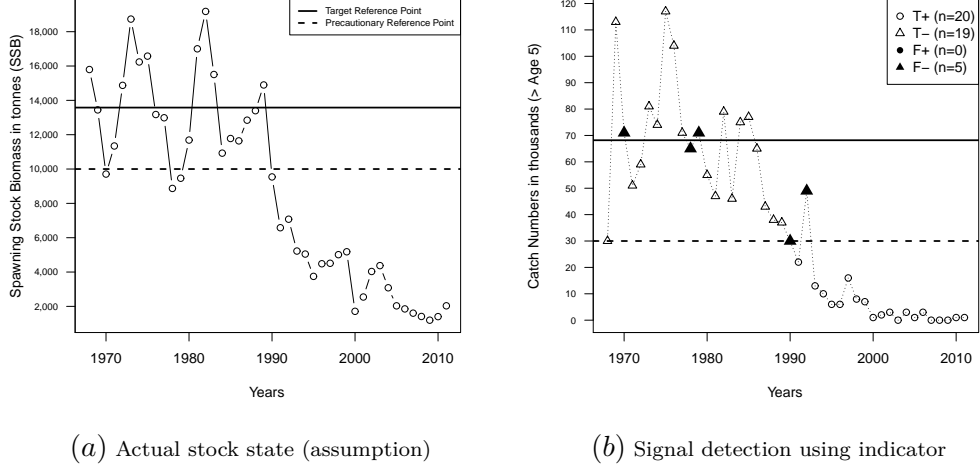 Spawning Stock Biomass in tonnes (SSB)
18,000
16,000
14,000
12,000
10,000
8,000
6,000
4,000
2,000
Target Reference Point
Precautionary Reference Point
1970 1980 1990 2000 2010
Years
(a) Actual stock state (assumption)
Catch Numbers in thousands (> Age 5)
120
110
100
90
80
70
60
50
40
30
20
10
0
T+ (n=20)
T− (n=19)
F+ (n=0)
F− (n=5)
1970 1980 1990 2000 2010
Years
(b) Signal detection using indicator